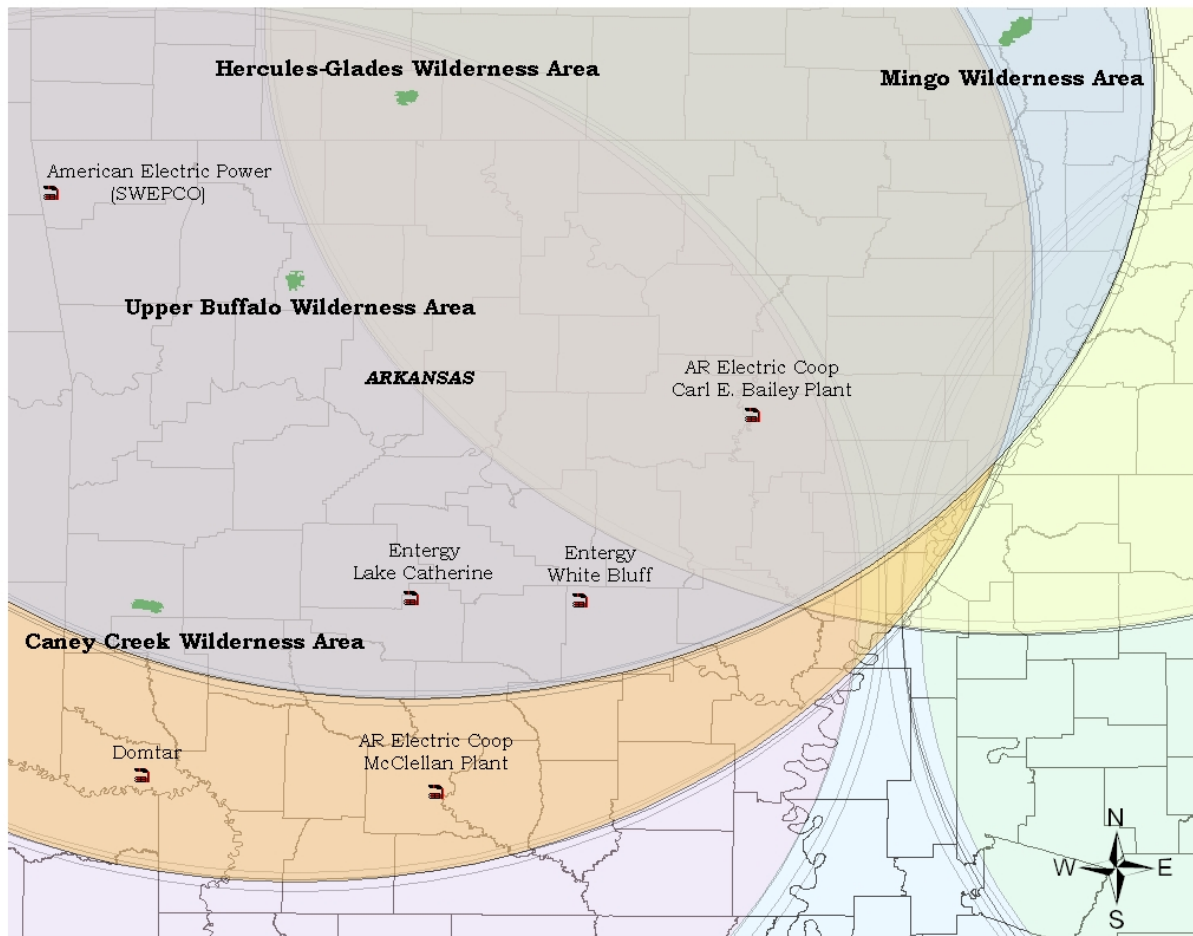 Hercules-Glades Wilderness Area
Mingo Wilderness Area
American Electric Power
(SWEPCO)
Upper Buffalo Wilderness Area
ARKANSAS
AR Electric Coop
Carl E. Bailey Plant
Entergy
Lake Catherine
Entergy
White Bluff
Caney Creek Wilderness Area
Domtar
AR Electric Coop
McClellan Plant
N
W
E
S